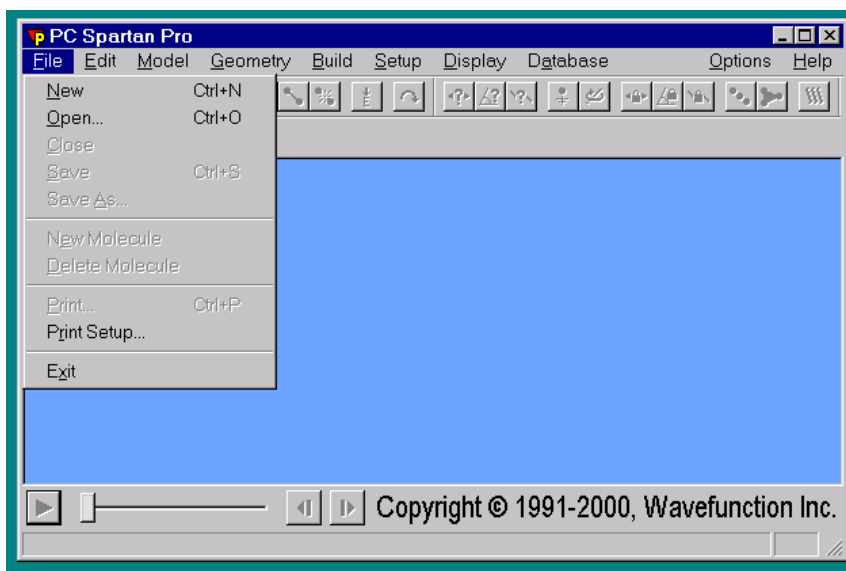 PC Spartan Pro
File Edit Model Geometry Build Setup Display Database Options Help
New Ctrl+N
Open... Ctrl+O
Close
Save Ctrl+S
Save As...
New Molecule
Delete Molecule
Print... Ctrl+P
Print Setup...
Exit
Copyright © 1991-2000, Wavefunction Inc.